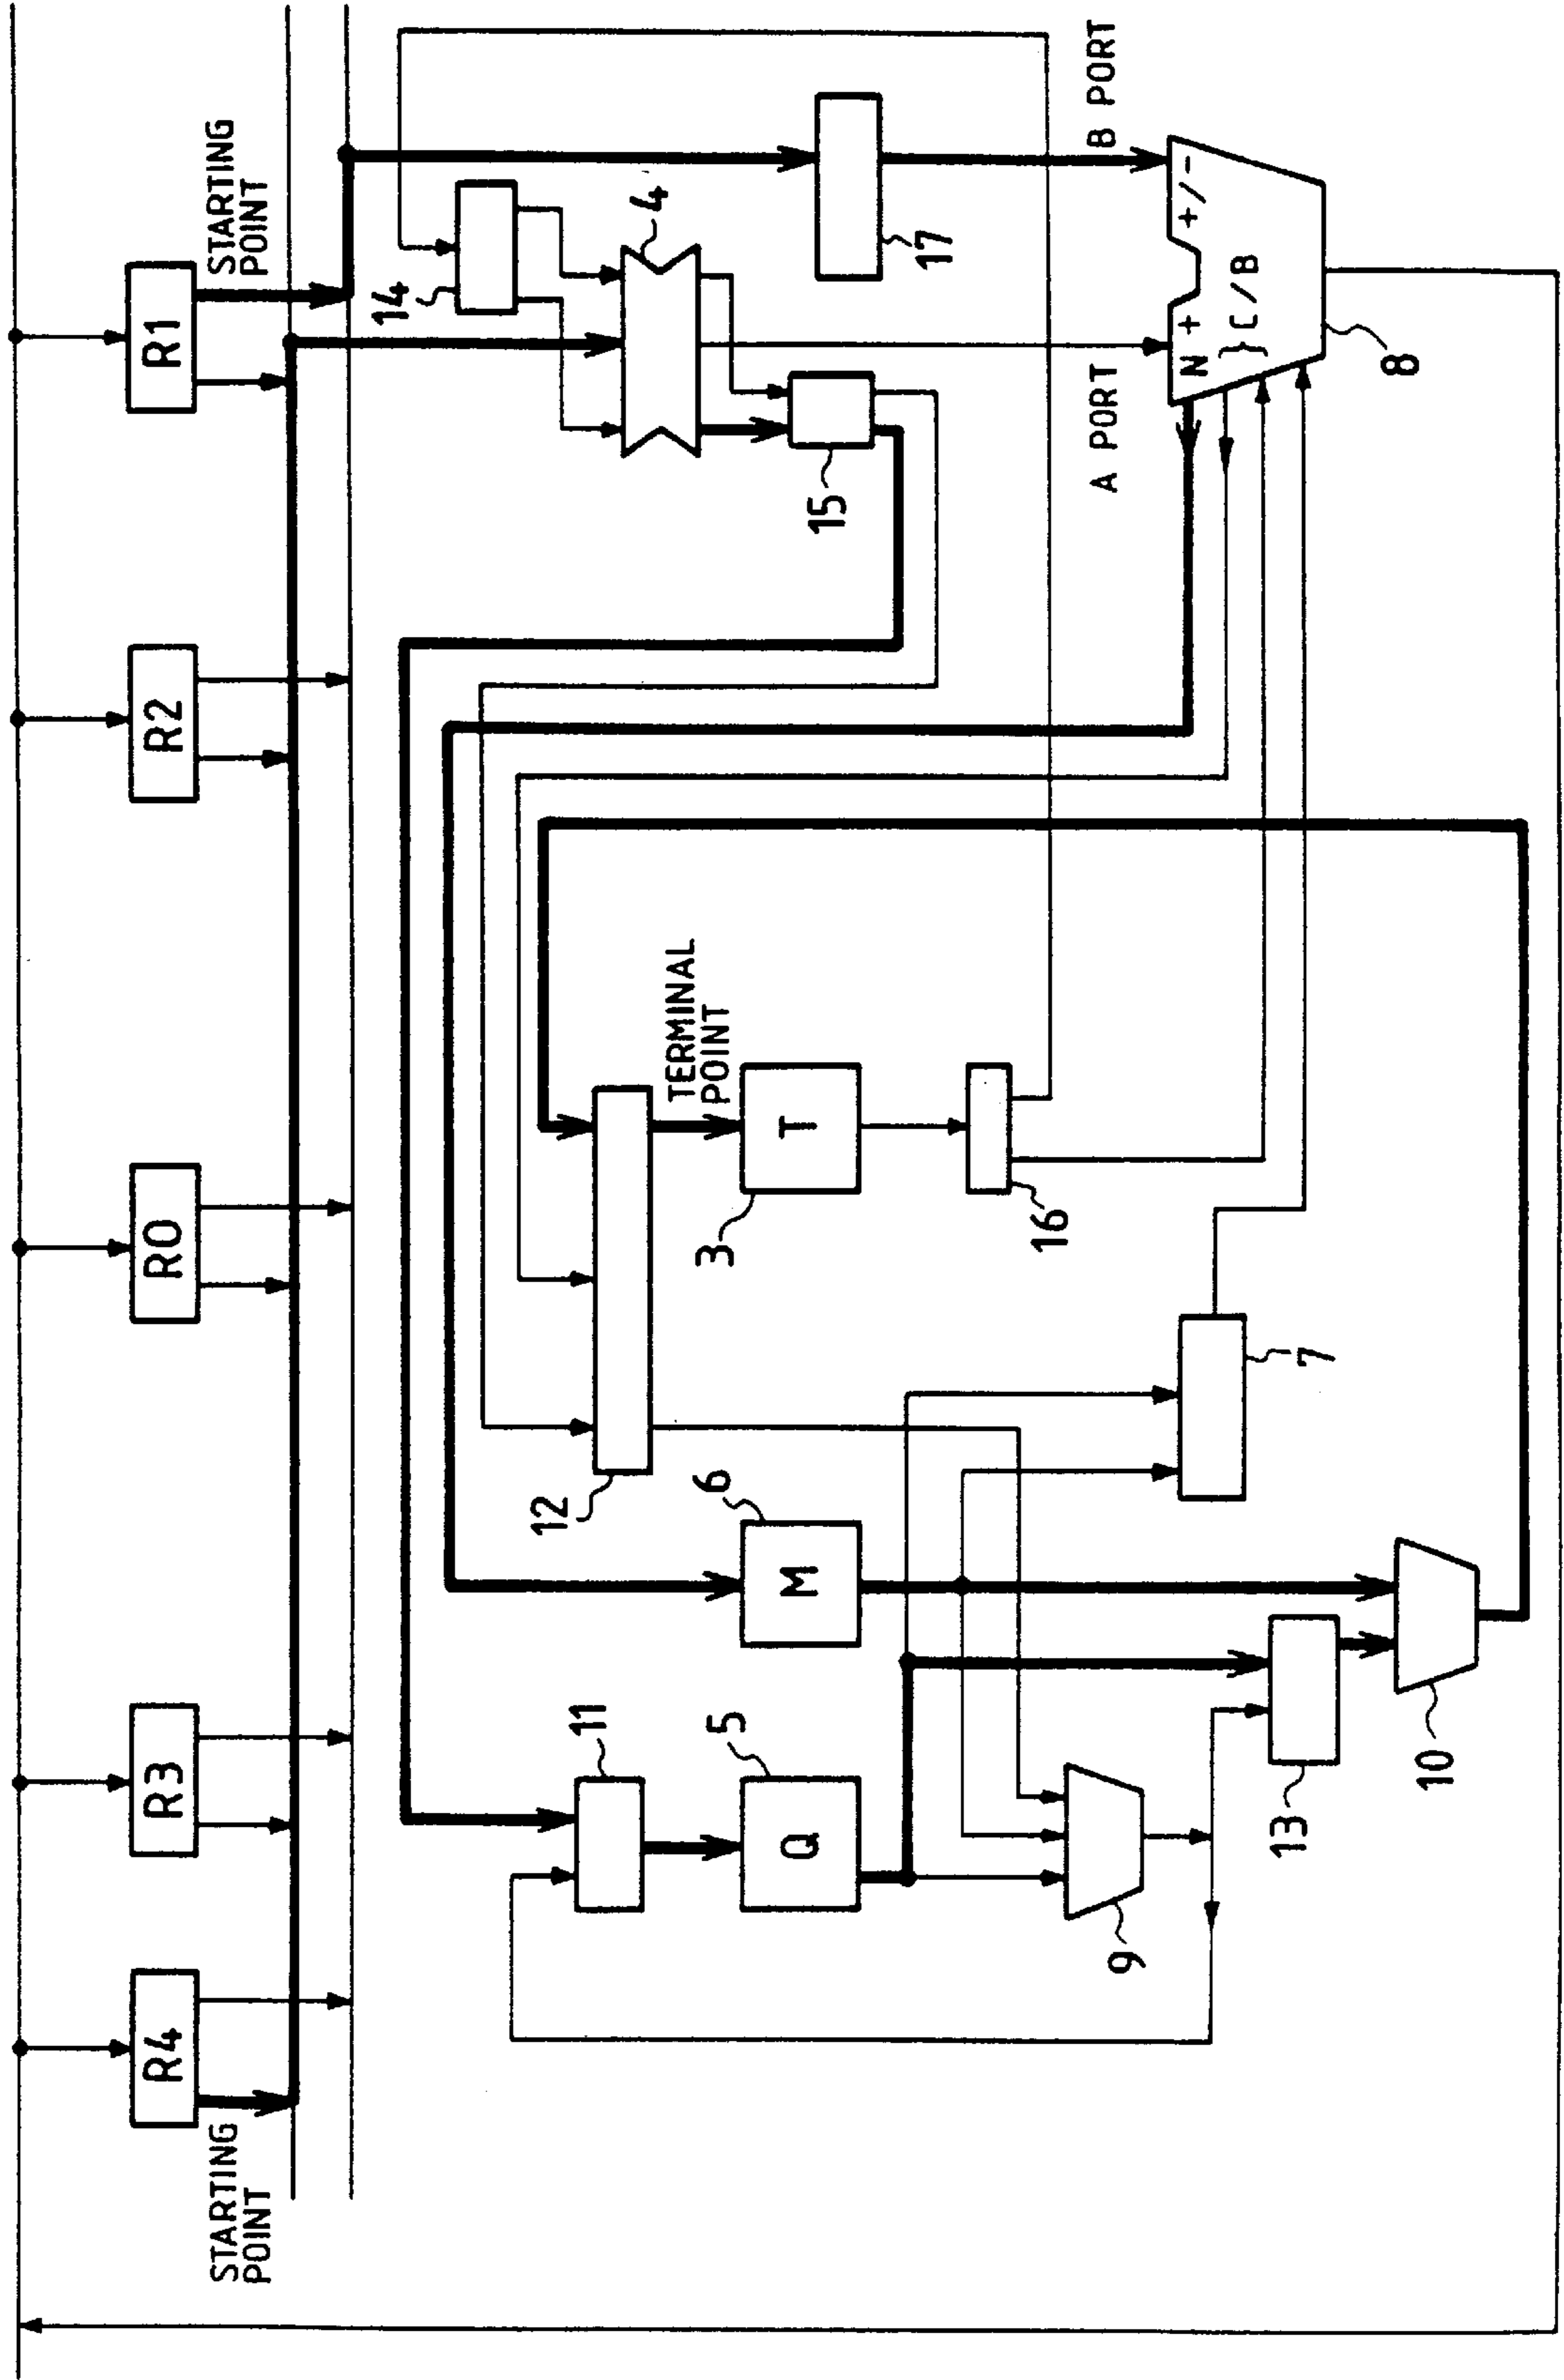 R4
R3
R0
R2
R1
STARTING
POINT
STARTING
POINT
14
4
11
12
TERMINAL
POINT
15
17
5
6
3
Q
M
T
16
9
13
7
10
A PORT
B PORT
N + +/-
} C/B
8